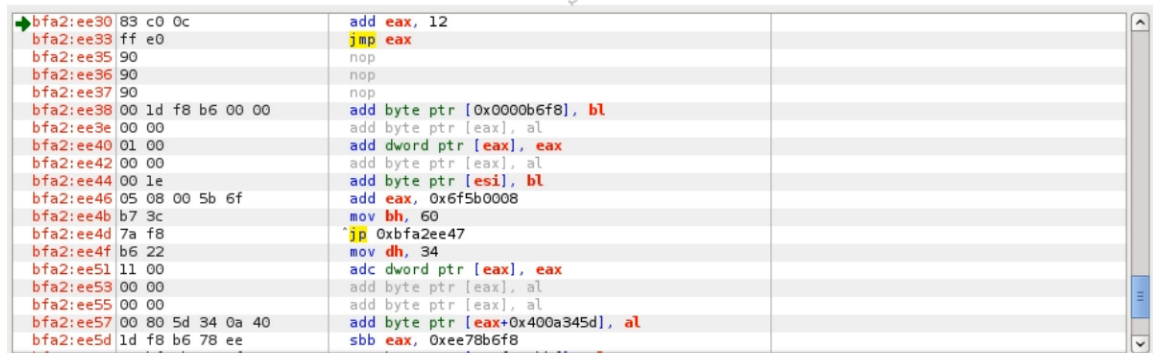 bfa2:ee30 83 c0 0c add eax, 12
bfa2:ee33 ff e0 jmp eax
bfa2:ee35 90 nop
bfa2:ee36 90 nop
bfa2:ee37 90 nop
bfa2:ee38 00 1d f8 b6 00 00 add byte ptr [0x0000b6f8], bl
bfa2:ee3e 00 00 add byte ptr [eax], al
bfa2:ee40 01 00 add dword ptr [eax], eax
bfa2:ee42 00 00 add byte ptr [eax], al
bfa2:ee44 00 1e add byte ptr [esi], bl
bfa2:ee46 05 08 00 5b 6f add eax, 0x6f5b0008
bfa2:ee4b b7 3c mov bh, 60
bfa2:ee4d 7a f8 ^jp 0xbfa2ee47
bfa2:ee4f b6 22 mov dh, 34
bfa2:ee51 11 00 adc dword ptr [eax], eax
bfa2:ee53 00 00 add byte ptr [eax], al
bfa2:ee55 00 00 add byte ptr [eax], al
bfa2:ee57 00 80 5d 34 0a 40 add byte ptr [eax+0x400a345d], al
bfa2:ee5d 1d f8 b6 78 ee sbb eax, 0xee78b6f8